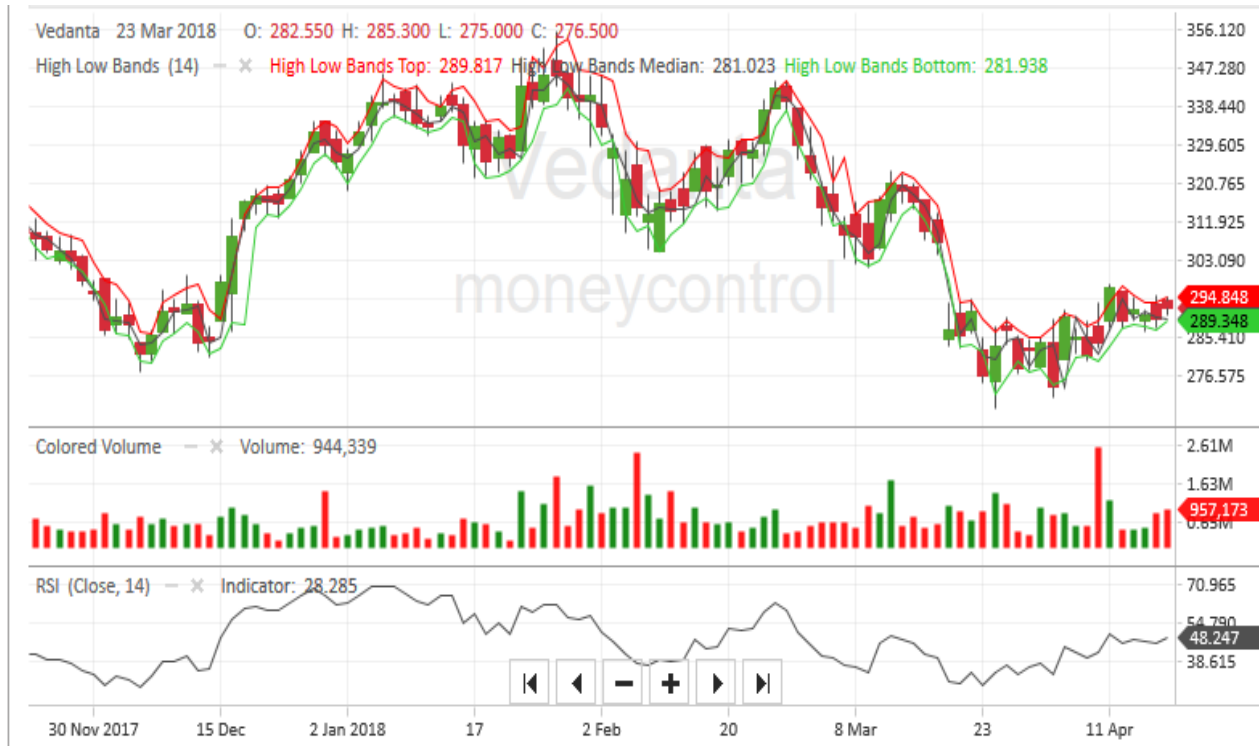 Vedanta 23 Mar 2018 O: 282.550 H: 285.300 L: 275.000 C: 276.500
High Low Bands (14) High Low Bands Top: 289.817 High Low Bands Median: 281.023 High Low Bands Bottom: 281.938
356.120
347.280
338.440
329.605
320.765
311.925
303.090
294.848
289.348
285.410
276.575
Vedanta
moneycontrol
Colored Volume Volume: 944,339
2.61M
1.63M
957,173
RSI (Close, 14) Indicator: 28.285
70.965
54.790
48.247
38.615
30 Nov 2017 15 Dec 2 Jan 2018 17 2 Feb 20 8 Mar 23 11 Apr